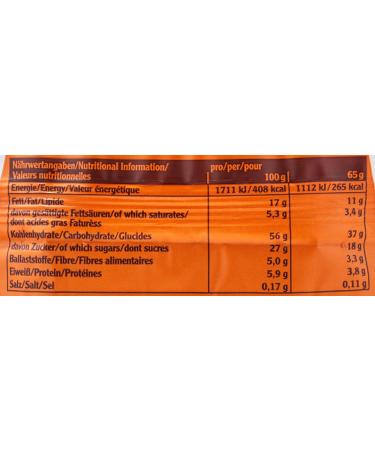 Nährwertangaben/Nutritional Information/ pro/per/pour
Valeurs nutritionnelles 100 g 65 g
Energie/Energy/Valeur énergétique 1711 kJ/408 kcal 1112 kJ/265 kcal
Fett/Fat/Lipide 17 g 11 g
davon gesättigte Fettsäuren/of which saturates/ 5,3 g 3,4 g
dont acides gras Faturèss
Kohlenhydrate/Carbohydrate/Glucides 56 g 37 g
davon Zucker/of which sugars/dont sucres 27 g 18 g
Ballaststoffe/Fibre/Fibres alimentaires 5,0 g 3,3 g
Eiweiß/Protein/Protéines 5,9 g 3,8 g
Salz/Salt/Sel 0,17 g 0,11 g